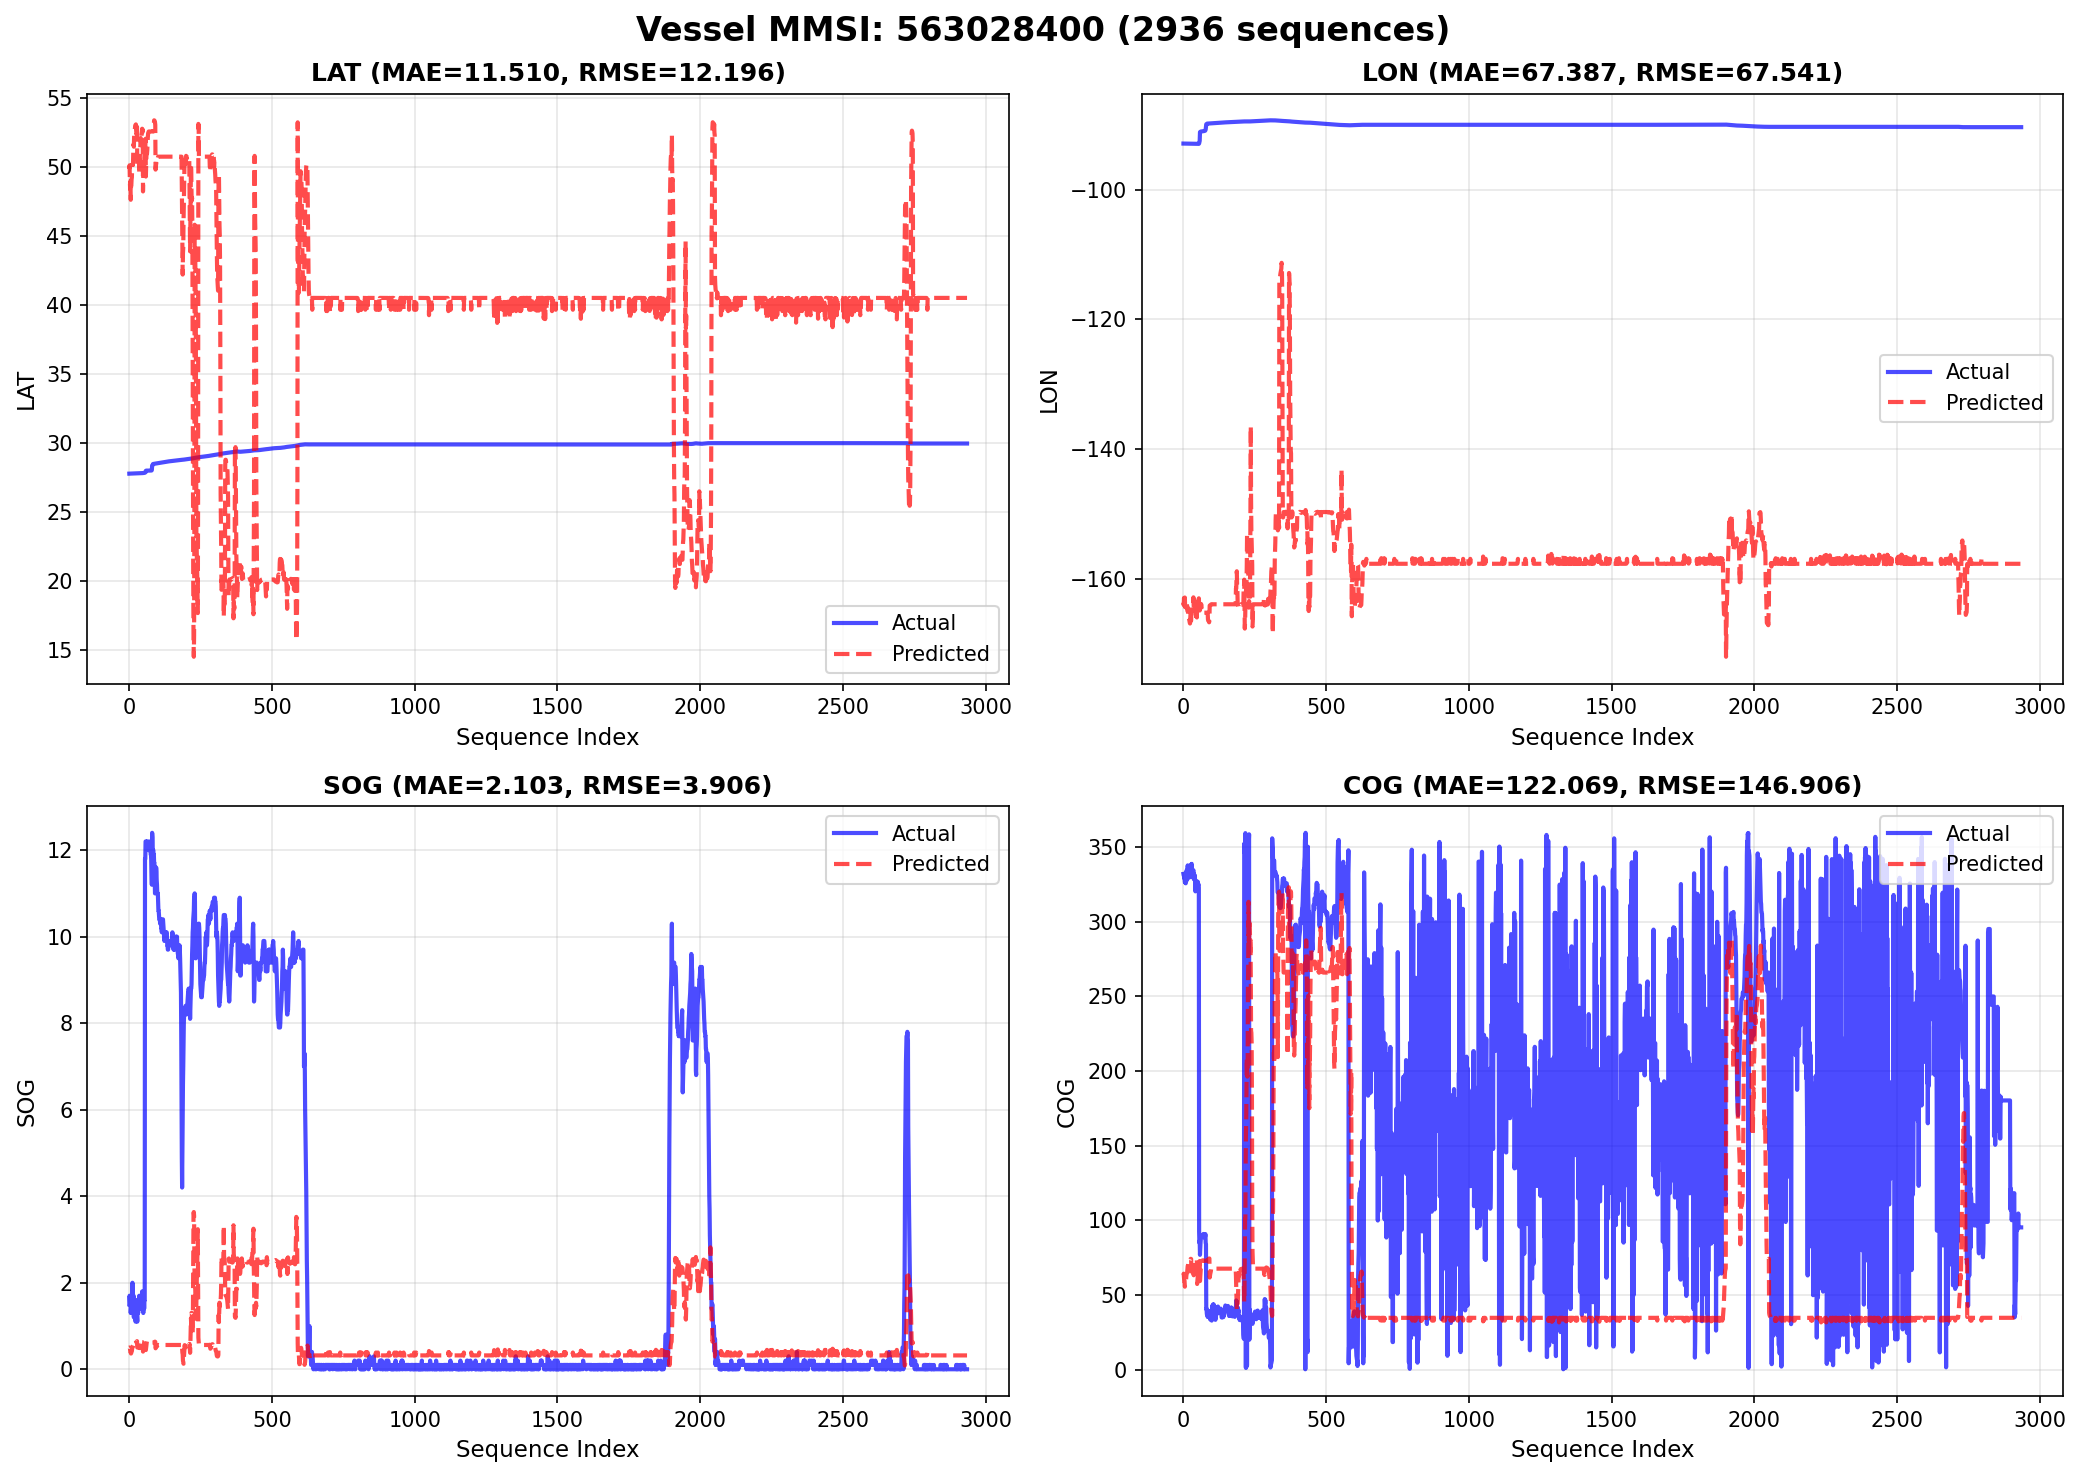 Vessel MMSI: 563028400 (2936 sequences)
LAT (MAE=11.510, RMSE=12.196)
55
50
45
40
35
30
25
20
15
LAT
0
500
1000
1500
2000
2500
3000
Sequence Index
Actual
Predicted
LON (MAE=67.387, RMSE=67.541)
−100
−120
−140
−160
LON
0
500
1000
1500
2000
2500
3000
Sequence Index
Actual
Predicted
SOG (MAE=2.103, RMSE=3.906)
12
10
8
6
4
2
0
SOG
0
500
1000
1500
2000
2500
3000
Sequence Index
Actual
Predicted
COG (MAE=122.069, RMSE=146.906)
350
300
250
200
150
100
50
0
COG
0
500
1000
1500
2000
2500
3000
Sequence Index
Actual
Predicted